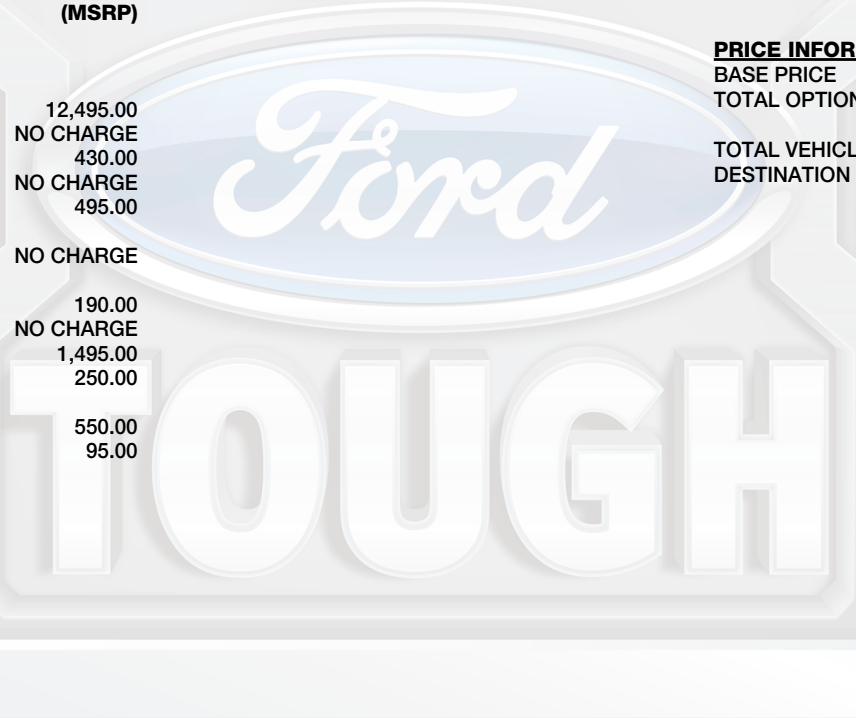 (MSRP)
12,495.00
NO CHARGE
430.00
NO CHARGE
495.00
NO CHARGE
190.00
NO CHARGE
1,495.00
250.00
550.00
95.00
PRICE INFOR
BASE PRICE
TOTAL OPTION
TOTAL VEHICL
DESTINATION
Ford
TOUGH